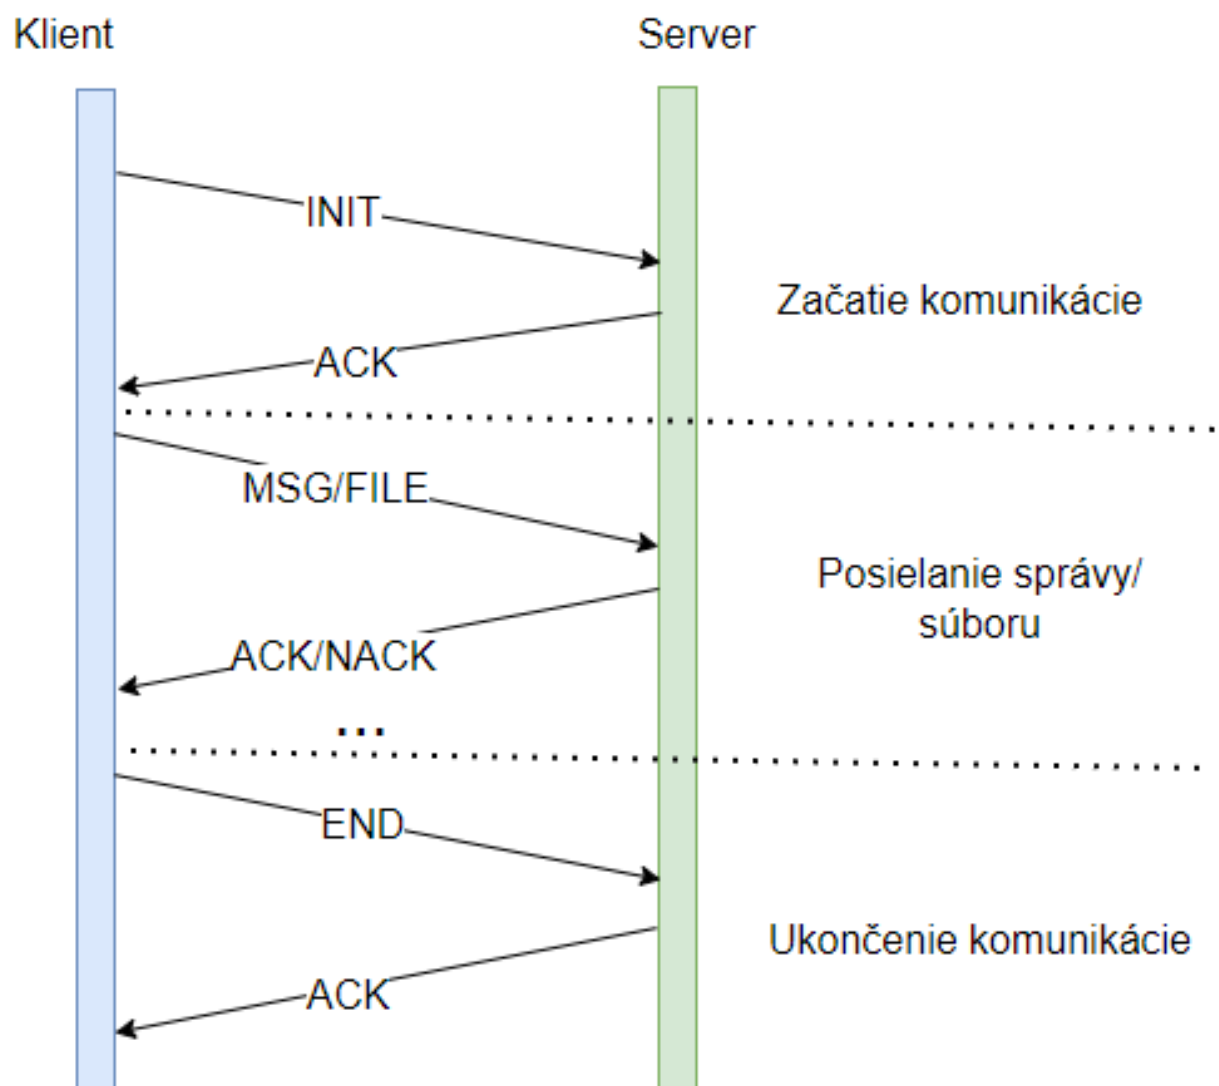 Klient
Server
INIT
Začatie komunikácie
ACK
MSG/FILE
Posielanie správy/
súboru
ACK/NACK
...
END
Ukončenie komunikácie
ACK